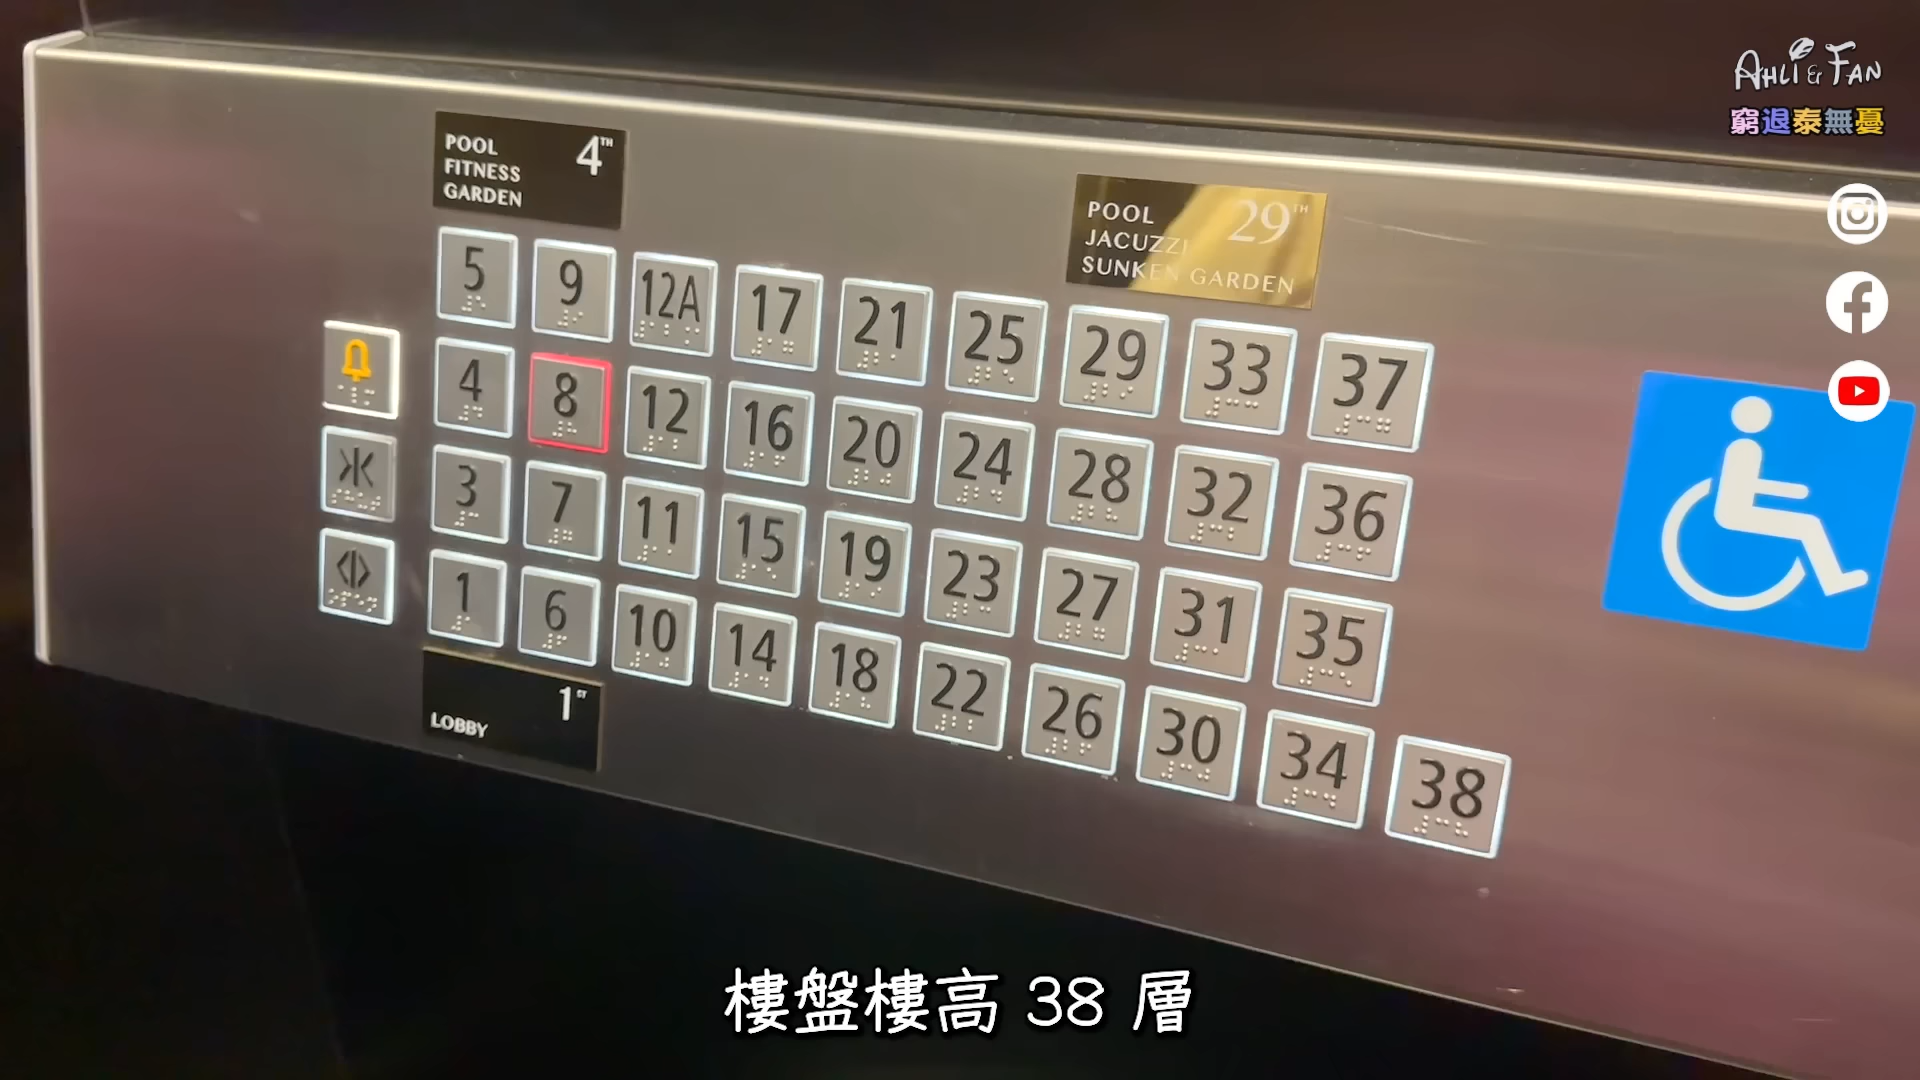 AHLI & FAN
窮退泰無憂
POOL 4TH
FITNESS
GARDEN
POOL 29TH
JACUZZI
SUNKEN GARDEN
5 9 12A 17 21 25 29 33 37
4 8 12 16 20 24 28 32 36
3 7 11 15 19 23 27 31 35
1 6 10 14 18 22 26 30 34 38
1ST
LOBBY
樓盤樓高 38 層